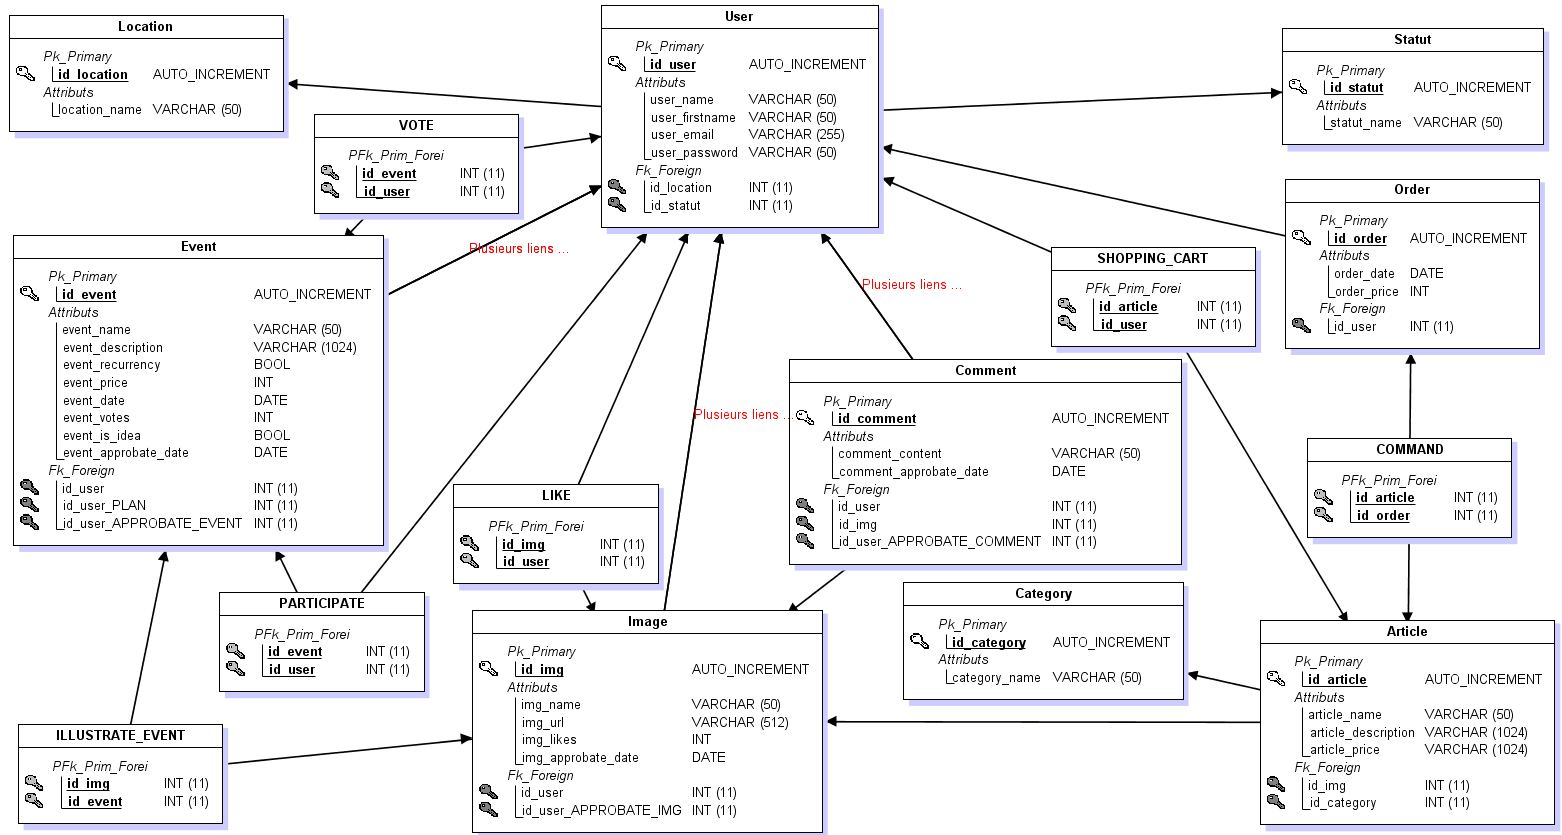 Location
Pk_Primary
id_location AUTO_INCREMENT
Attributs
location_name VARCHAR (50)
User
Pk_Primary
id_user AUTO_INCREMENT
Attributs
user_name VARCHAR (50)
user_firstname VARCHAR (50)
user_email VARCHAR (255)
user_password VARCHAR (50)
Fk_Foreign
id_location INT (11)
id_statut INT (11)
Statut
Pk_Primary
id_statut AUTO_INCREMENT
Attributs
statut_name VARCHAR (50)
VOTE
PFk_Prim_Forei
id_event INT (11)
id_user INT (11)
Order
Pk_Primary
id_order AUTO_INCREMENT
Attributs
order_date DATE
order_price INT
Fk_Foreign
id_user INT (11)
Event
Pk_Primary
id_event AUTO_INCREMENT
Attributs
event_name VARCHAR (50)
event_description VARCHAR (1024)
event_recurrency BOOL
event_price INT
event_date DATE
event_votes INT
event_is_idea BOOL
event_approbate_date DATE
Fk_Foreign
id_user INT (11)
id_user_PLAN INT (11)
id_user_APPROBATE_EVENT INT (11)
Plusieurs liens ...
Plusieurs liens ...
Plusieurs liens ...
SHOPPING_CART
PFk_Prim_Forei
id_article INT (11)
id_user INT (11)
Comment
Pk_Primary
id_comment AUTO_INCREMENT
Attributs
comment_content VARCHAR (50)
comment_approbate_date DATE
Fk_Foreign
id_user INT (11)
id_img INT (11)
id_user_APPROBATE_COMMENT INT (11)
COMMAND
PFk_Prim_Forei
id_article INT (11)
id_order INT (11)
LIKE
PFk_Prim_Forei
id_img INT (11)
id_user INT (11)
PARTICIPATE
PFk_Prim_Forei
id_event INT (11)
id_user INT (11)
Category
Pk_Primary
id_category AUTO_INCREMENT
Attributs
category_name VARCHAR (50)
Image
Pk_Primary
id_img AUTO_INCREMENT
Attributs
img_name VARCHAR (50)
img_url VARCHAR (512)
img_likes INT
img_approbate_date DATE
Fk_Foreign
id_user INT (11)
id_user_APPROBATE_IMG INT (11)
Article
Pk_Primary
id_article AUTO_INCREMENT
Attributs
article_name VARCHAR (50)
article_description VARCHAR (1024)
article_price VARCHAR (1024)
Fk_Foreign
id_img INT (11)
id_category INT (11)
ILLUSTRATE_EVENT
PFk_Prim_Forei
id_img INT (11)
id_event INT (11)